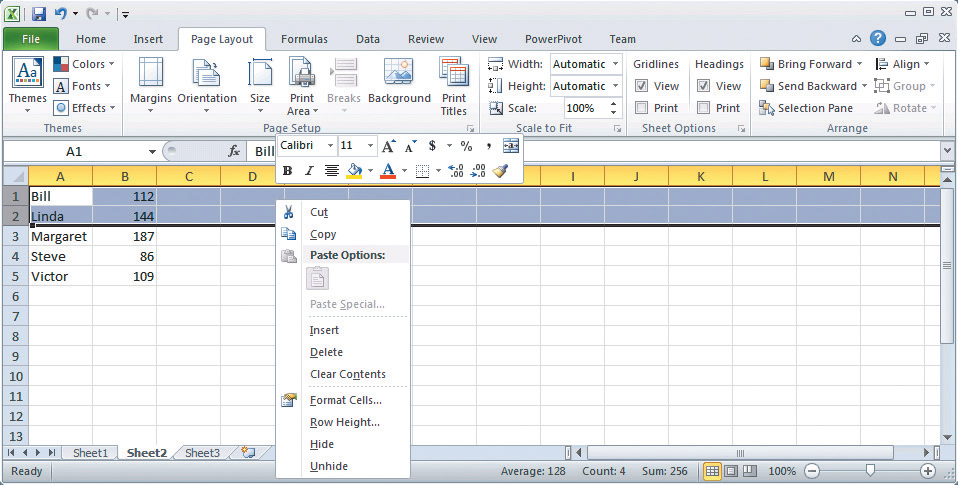 File Home Insert Page Layout Formulas Data Review View PowerPivot Team
Aa Colors Width: Automatic Gridlines Headings Bring Forward Align
A Fonts Height: Automatic View View Send Backward Group
Themes Effects Margins Orientation Size Print Area Breaks Background Print Titles Scale: 100% Print Print Selection Pane Rotate
Themes Page Setup Scale to Fit Sheet Options Arrange
Calibri 11 A A $ % ,
A1 fx Bill
B I A .00 .00
A B C D I J K L M N
1 Bill 112
2 Linda 144
3 Margaret 187
4 Steve 86
5 Victor 109
6
7
8
9
10
11
12
13
Cut
Copy
Paste Options:
Paste Special...
Insert
Delete
Clear Contents
Format Cells...
Row Height...
Hide
Unhide
Sheet1 Sheet2 Sheet3
Ready Average: 128 Count: 4 Sum: 256 100%